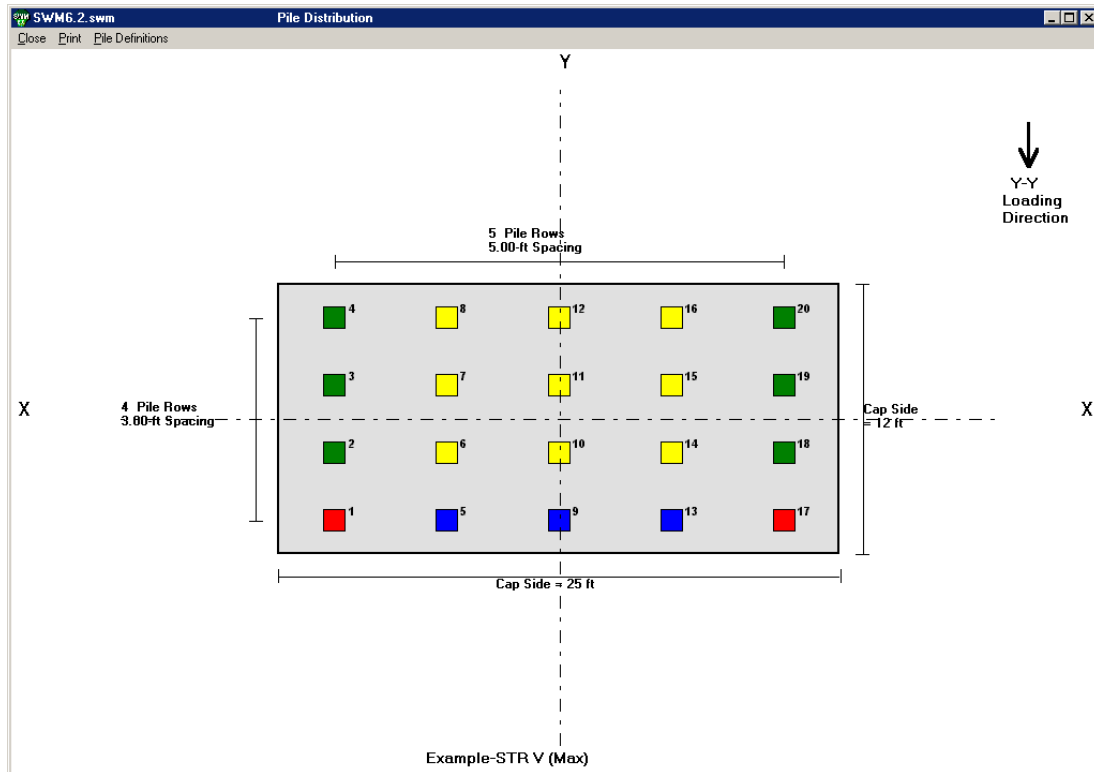 SWM6.2.swm Pile Distribution
Close Print Pile Definitions
Y
Y-Y
Loading
Direction
5 Pile Rows
5.00-ft Spacing
4 8 12 16 20
3 7 11 15 19
X
4 Pile Rows
3.00-ft Spacing
Cap Side
= 12 ft
X
2 6 10 14 18
1 5 9 13 17
Cap Side = 25 ft
Example-STR V (Max)